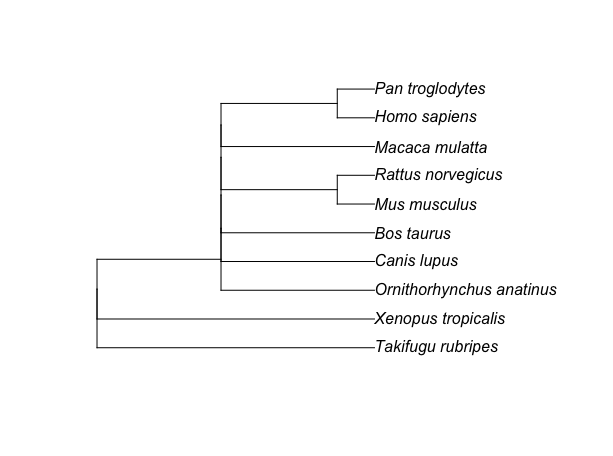 Pan troglodytes
Homo sapiens
Macaca mulatta
Rattus norvegicus
Mus musculus
Bos taurus
Canis lupus
Ornithorhynchus anatinus
Xenopus tropicalis
Takifugu rubripes